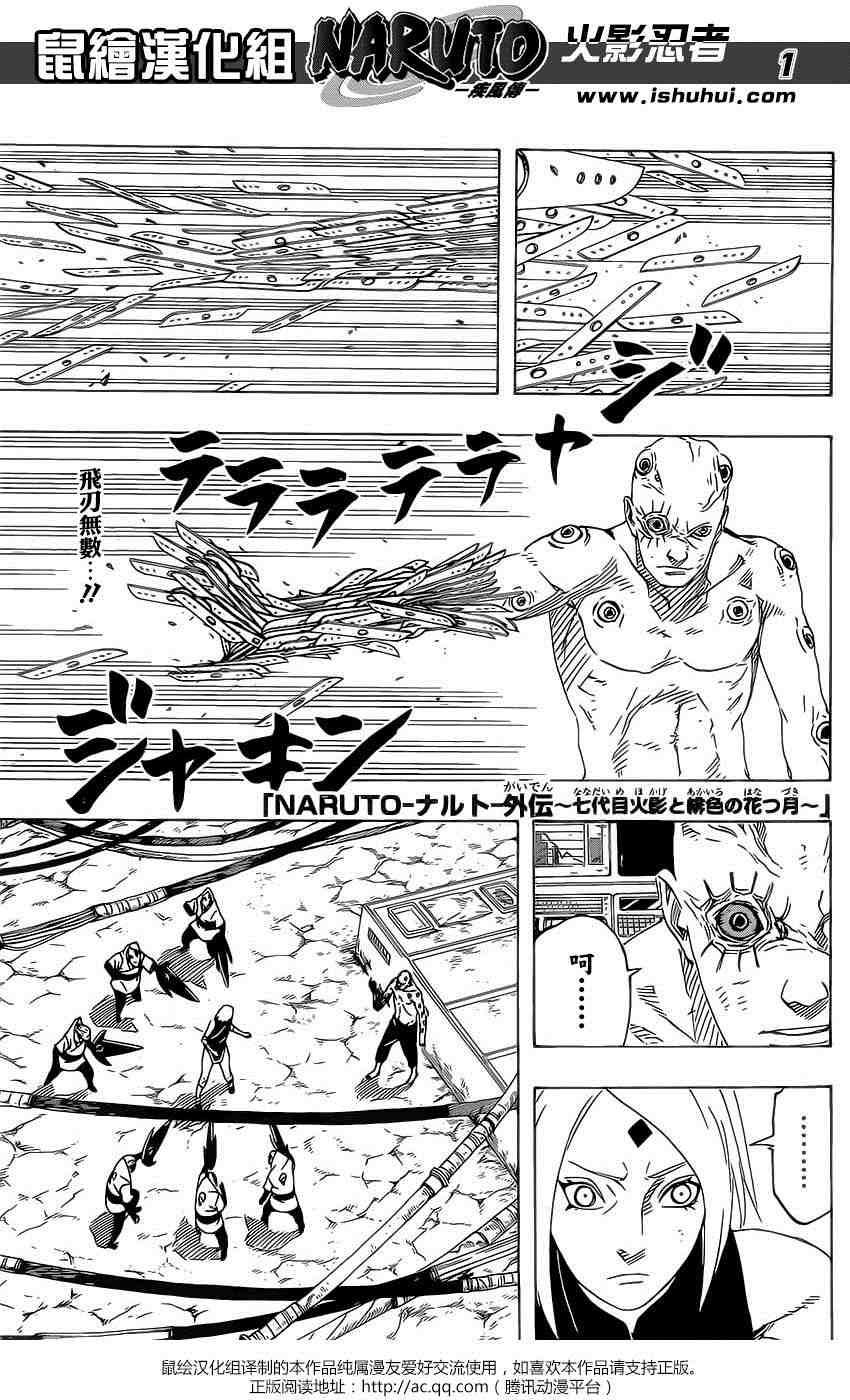 鼠繪漢化組
NARUTO
疾風傳
火影忍者
1
www.ishuhui.com
ジャララララ
飛刃無數…!!
ジャキン
「NARUTO-ナルト-外伝～七代目火影と緋色の花つ月～」
がいでん
ななだいめほかげ
あかいろ
はな
づき
呵……
………
鼠绘汉化组译制的本作品纯属漫友爱好交流使用，如喜欢本作品请支持正版。
正版阅读地址：http://ac.qq.com（腾讯动漫平台）